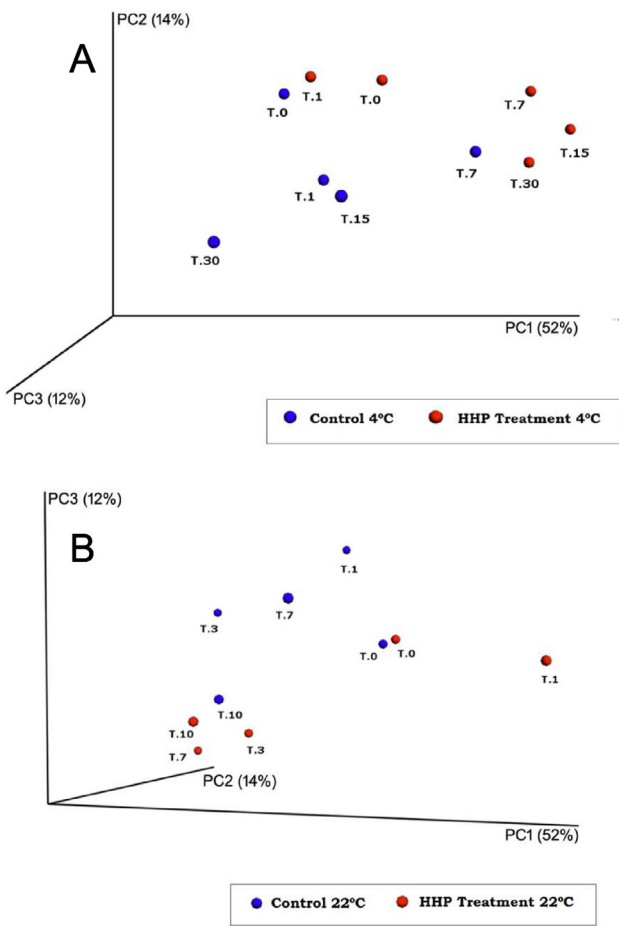 PC2 (14%)
A
T.1
T.0
T.0
T.7
T.15
T.7
T.30
T.1
T.15
T.30
PC1 (52%)
PC3 (12%)
Control 4ºC
HHP Treatment 4ºC
PC3 (12%)
B
T.1
T.7
T.3
T.0
T.0
T.1
T.10
T.10
T.3
T.7
PC2 (14%)
PC1 (52%)
Control 22ºC
HHP Treatment 22ºC